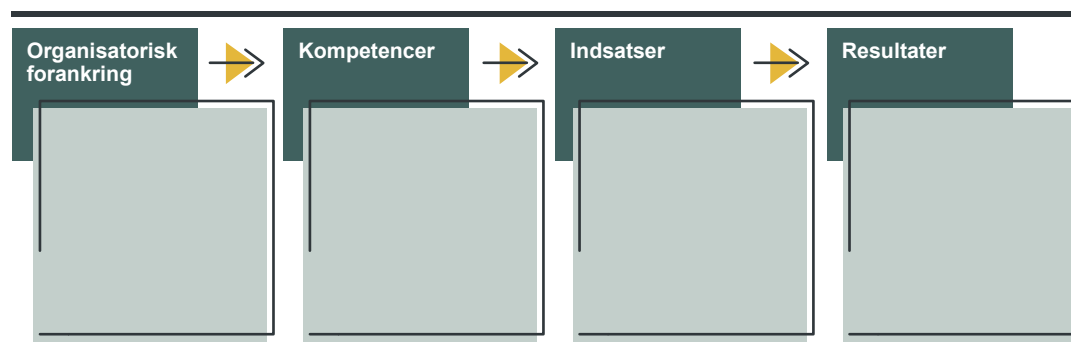 Organisatorisk
forankring
Kompetencer
Indsatser
Resultater